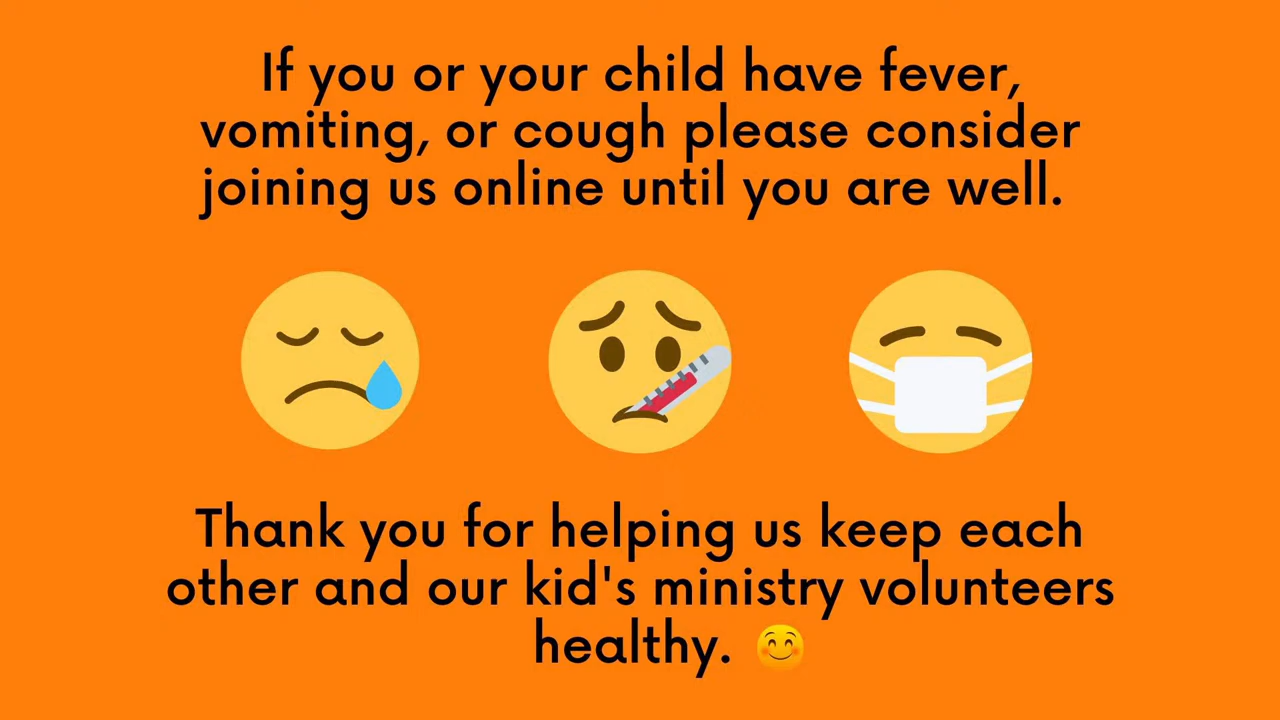 If you or your child have fever,
vomiting, or cough please consider
joining us online until you are well.
Thank you for helping us keep each
other and our kid's ministry volunteers
healthy. 😊